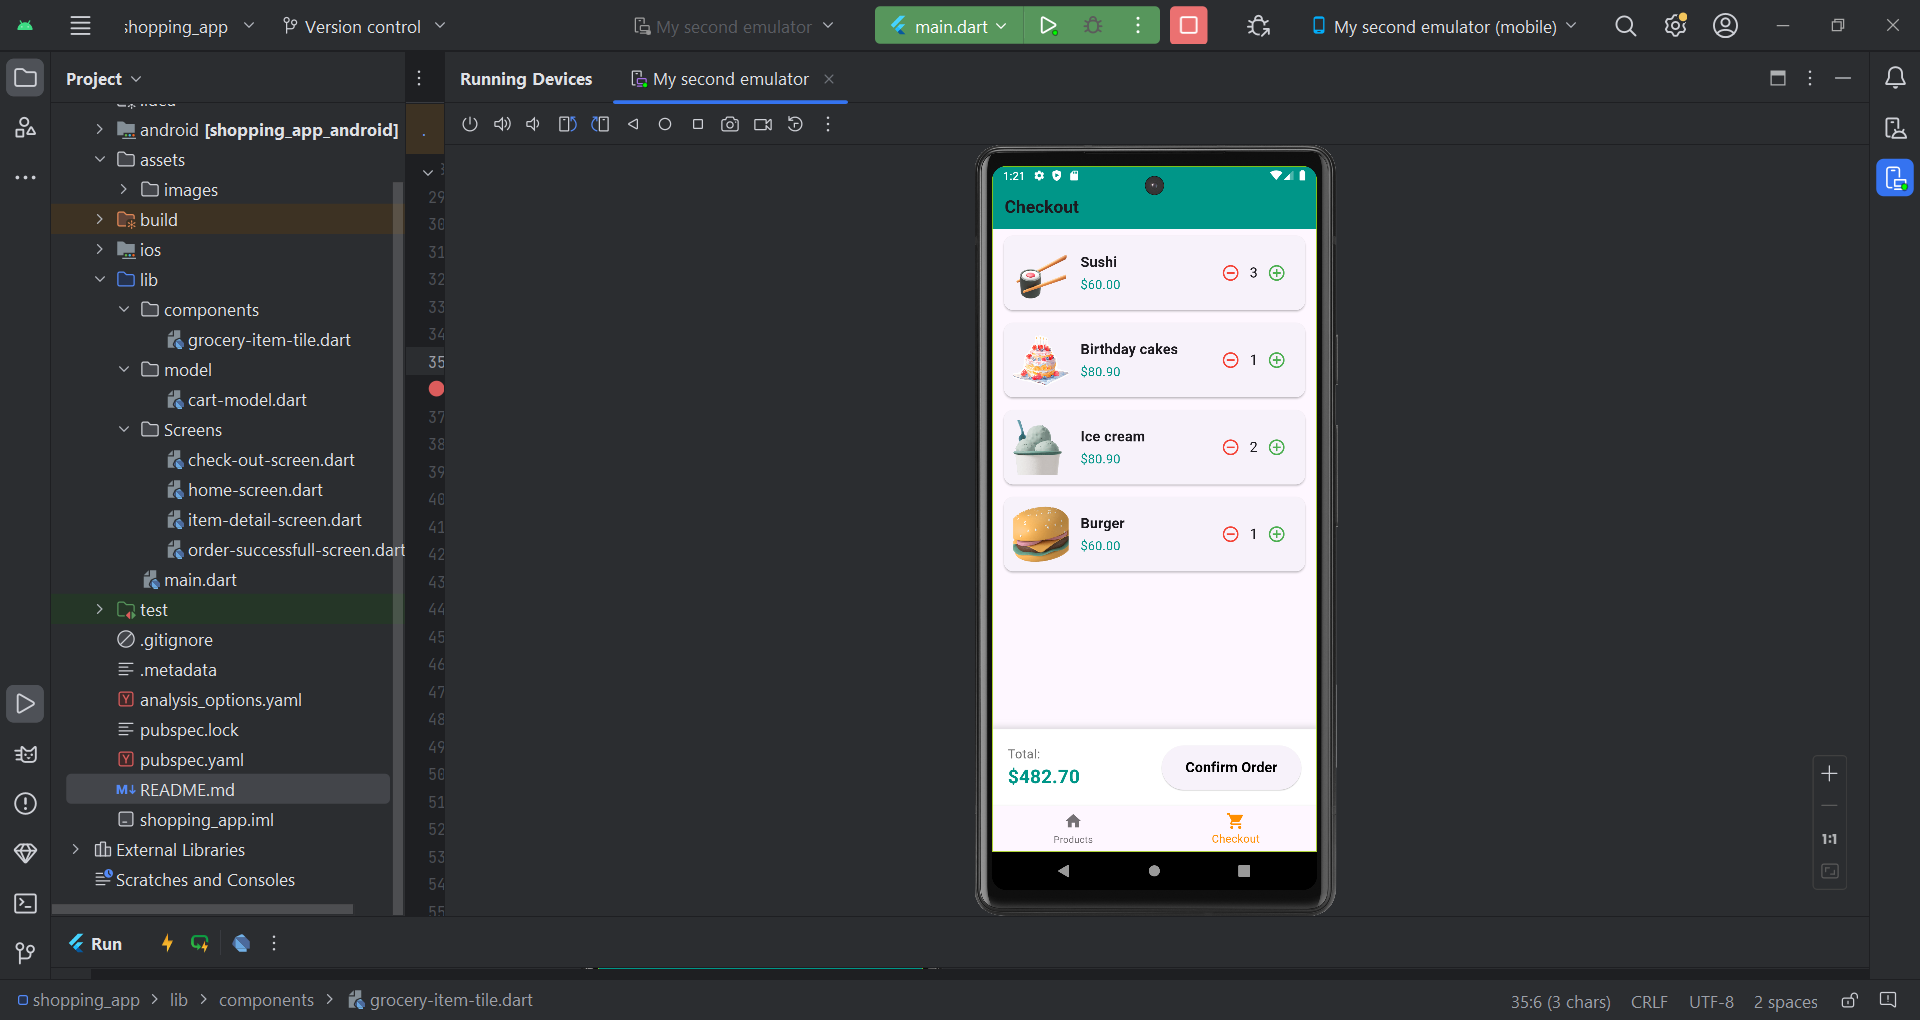 shopping_app
Version control
My second emulator
main.dart
My second emulator (mobile)
Project
Running Devices
My second emulator
android [shopping_app_android]
assets
images
build
ios
lib
components
grocery-item-tile.dart
model
cart-model.dart
Screens
check-out-screen.dart
home-screen.dart
item-detail-screen.dart
order-successfull-screen.dart
main.dart
test
.gitignore
.metadata
analysis_options.yaml
pubspec.lock
pubspec.yaml
README.md
shopping_app.iml
External Libraries
Scratches and Consoles
29
30
31
32
33
34
35
37
38
39
40
41
42
43
44
45
46
47
48
49
50
51
52
53
54
55
1:21
Checkout
Sushi
$60.00
3
Birthday cakes
$80.90
1
Ice cream
$80.90
2
Burger
$60.00
1
Total:
$482.70
Confirm Order
Products
Checkout
1:1
Run
shopping_app > lib > components > grocery-item-tile.dart
35:6 (3 chars)
CRLF
UTF-8
2 spaces